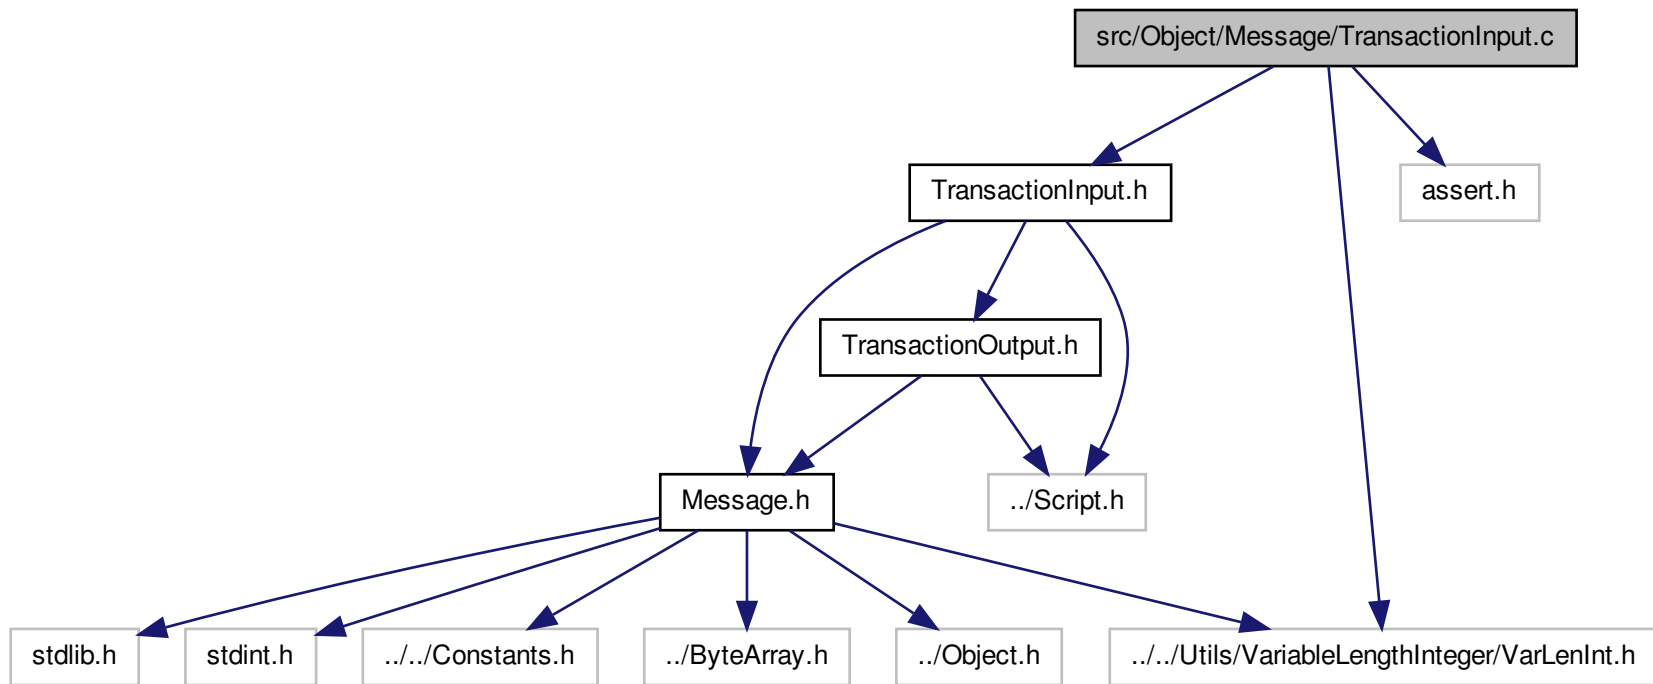 src/Object/Message/TransactionInput.c
TransactionInput.h
assert.h
TransactionOutput.h
Message.h
../Script.h
stdlib.h
stdint.h
../../Constants.h
../ByteArray.h
../Object.h
../../Utils/VariableLengthInteger/VarLenInt.h